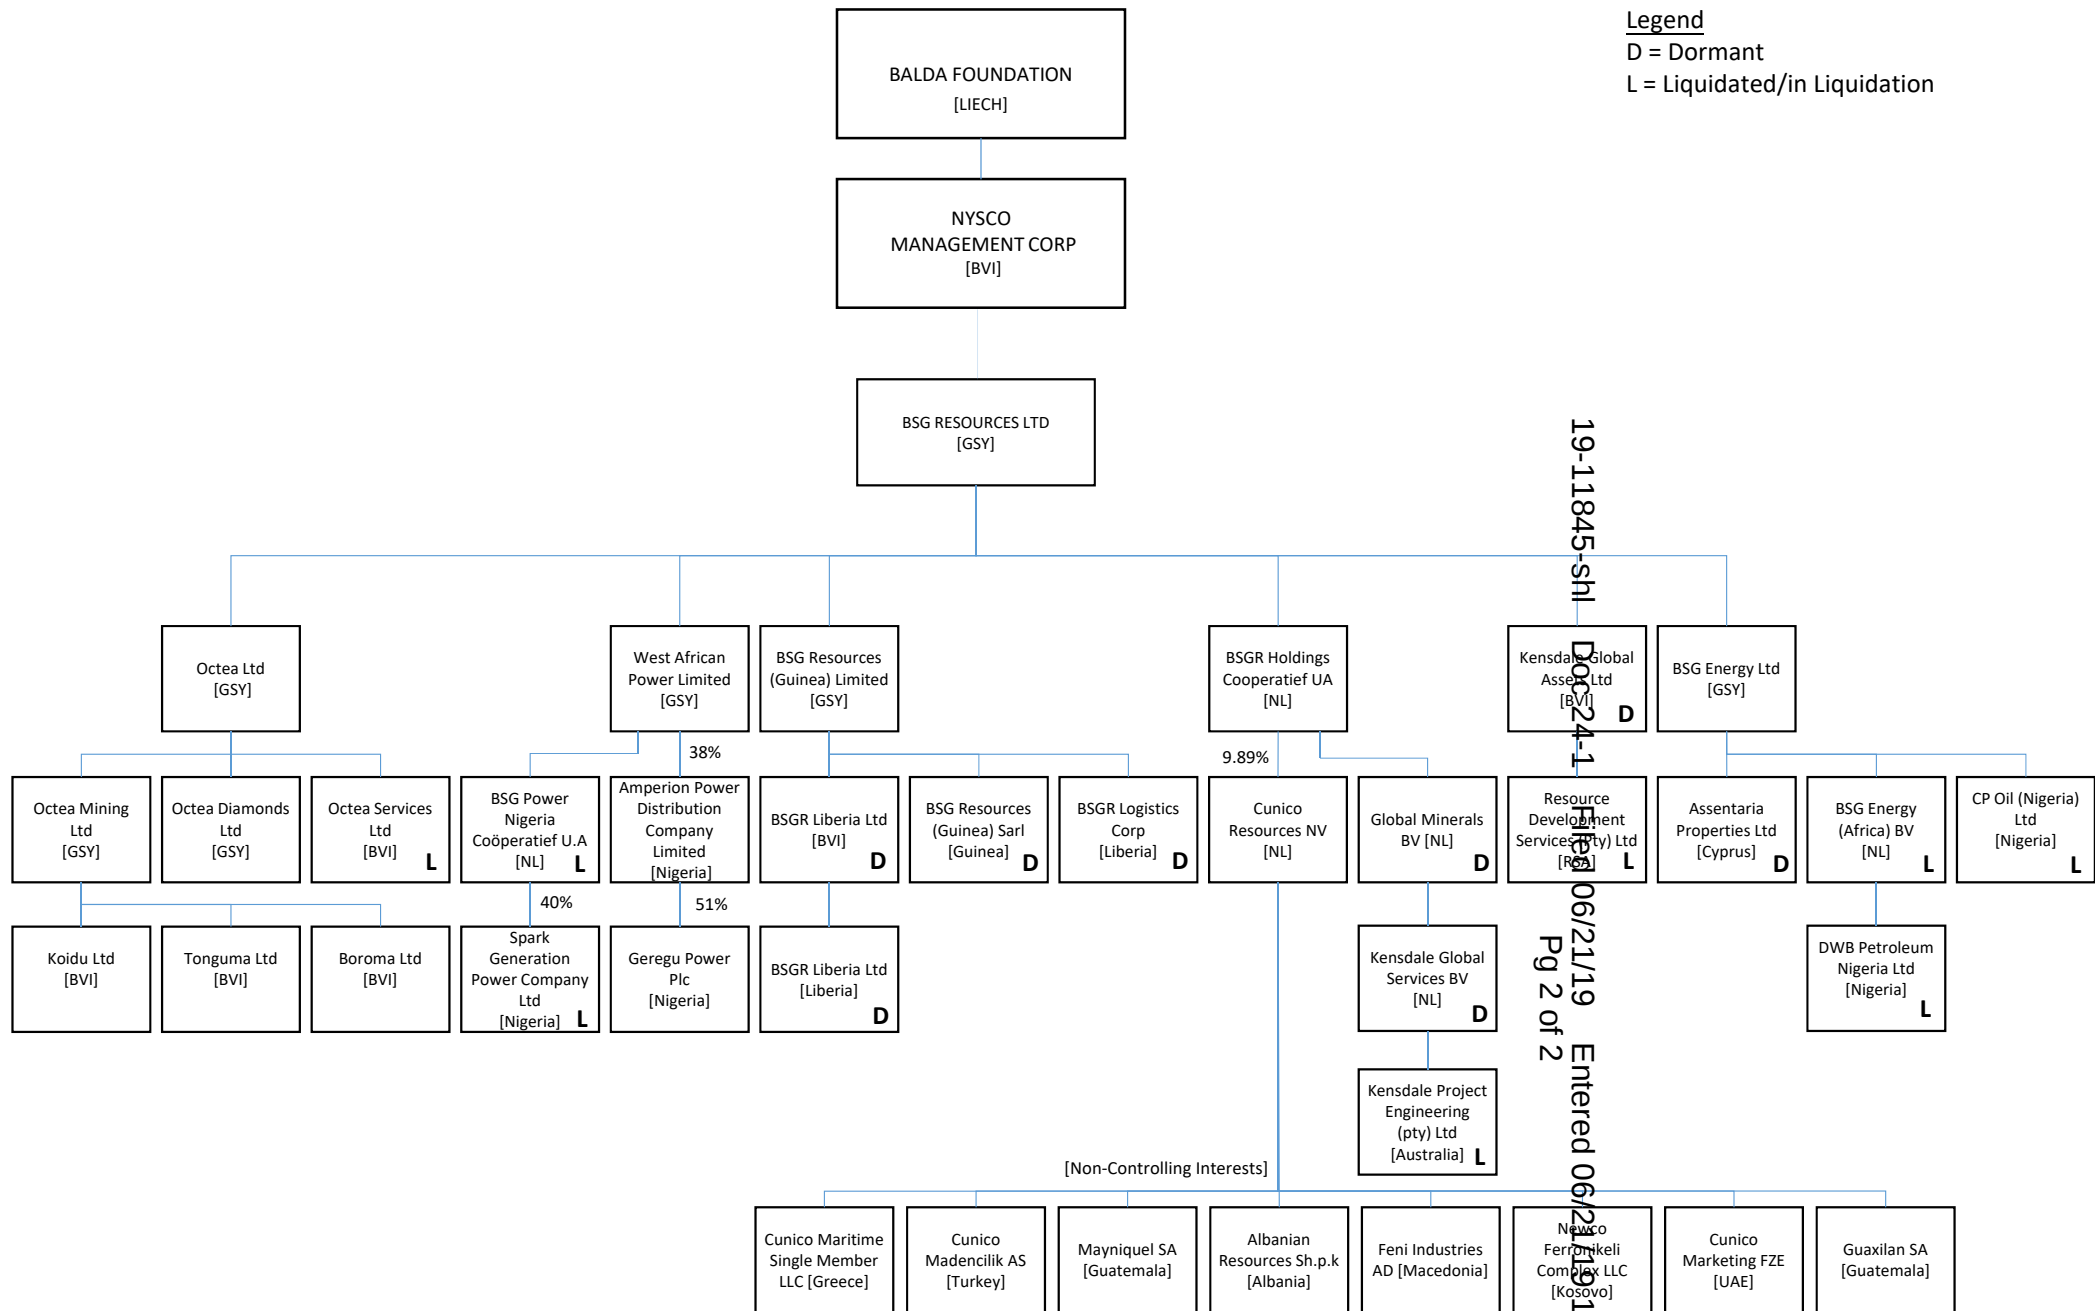 Legend
D = Dormant
L = Liquidated/in Liquidation
BALDA FOUNDATION
[LIECH]
NYSCO
MANAGEMENT CORP
[BVI]
BSG RESOURCES LTD
[GSY]
Octea Ltd
[GSY]
West African
Power Limited
[GSY]
BSG Resources
(Guinea) Limited
[GSY]
BSGR Holdings
Cooperatief UA
[NL]
Kensdale Global
Assets Ltd
[BVI]
D
BSG Energy Ltd
[GSY]
38%
9.89%
Octea Mining
Ltd
[GSY]
Octea Diamonds
Ltd
[GSY]
Octea Services
Ltd
[BVI]
L
BSG Power
Nigeria
Coöperatief U.A
[NL]
L
Amperion Power
Distribution
Company
Limited
[Nigeria]
BSGR Liberia Ltd
[BVI]
D
BSG Resources
(Guinea) Sarl
[Guinea]
D
BSGR Logistics
Corp
[Liberia]
D
Cunico
Resources NV
[NL]
Global Minerals
BV [NL]
D
Resource
Development
Services (Pty) Ltd
[RSA]
L
Assentaria
Properties Ltd
[Cyprus]
D
BSG Energy
(Africa) BV
[NL]
L
CP Oil (Nigeria)
Ltd
[Nigeria]
L
40%
51%
Koidu Ltd
[BVI]
Tonguma Ltd
[BVI]
Boroma Ltd
[BVI]
Spark
Generation
Power Company
Ltd
[Nigeria]
L
Geregu Power
Plc
[Nigeria]
BSGR Liberia Ltd
[Liberia]
D
Kensdale Global
Services BV
[NL]
D
DWB Petroleum
Nigeria Ltd
[Nigeria]
L
Kensdale Project
Engineering
(pty) Ltd
[Australia]
L
[Non-Controlling Interests]
Cunico Maritime
Single Member
LLC [Greece]
Cunico
Madencilik AS
[Turkey]
Mayniquel SA
[Guatemala]
Albanian
Resources Sh.p.k
[Albania]
Feni Industries
AD [Macedonia]
Newco
Ferronikeli
Complex LLC
[Kosovo]
Cunico
Marketing FZE
[UAE]
Guaxilan SA
[Guatemala]
19-11845-shl Doc 24-1 Filed 06/21/19 Entered 06/21/19 1
Pg 2 of 2